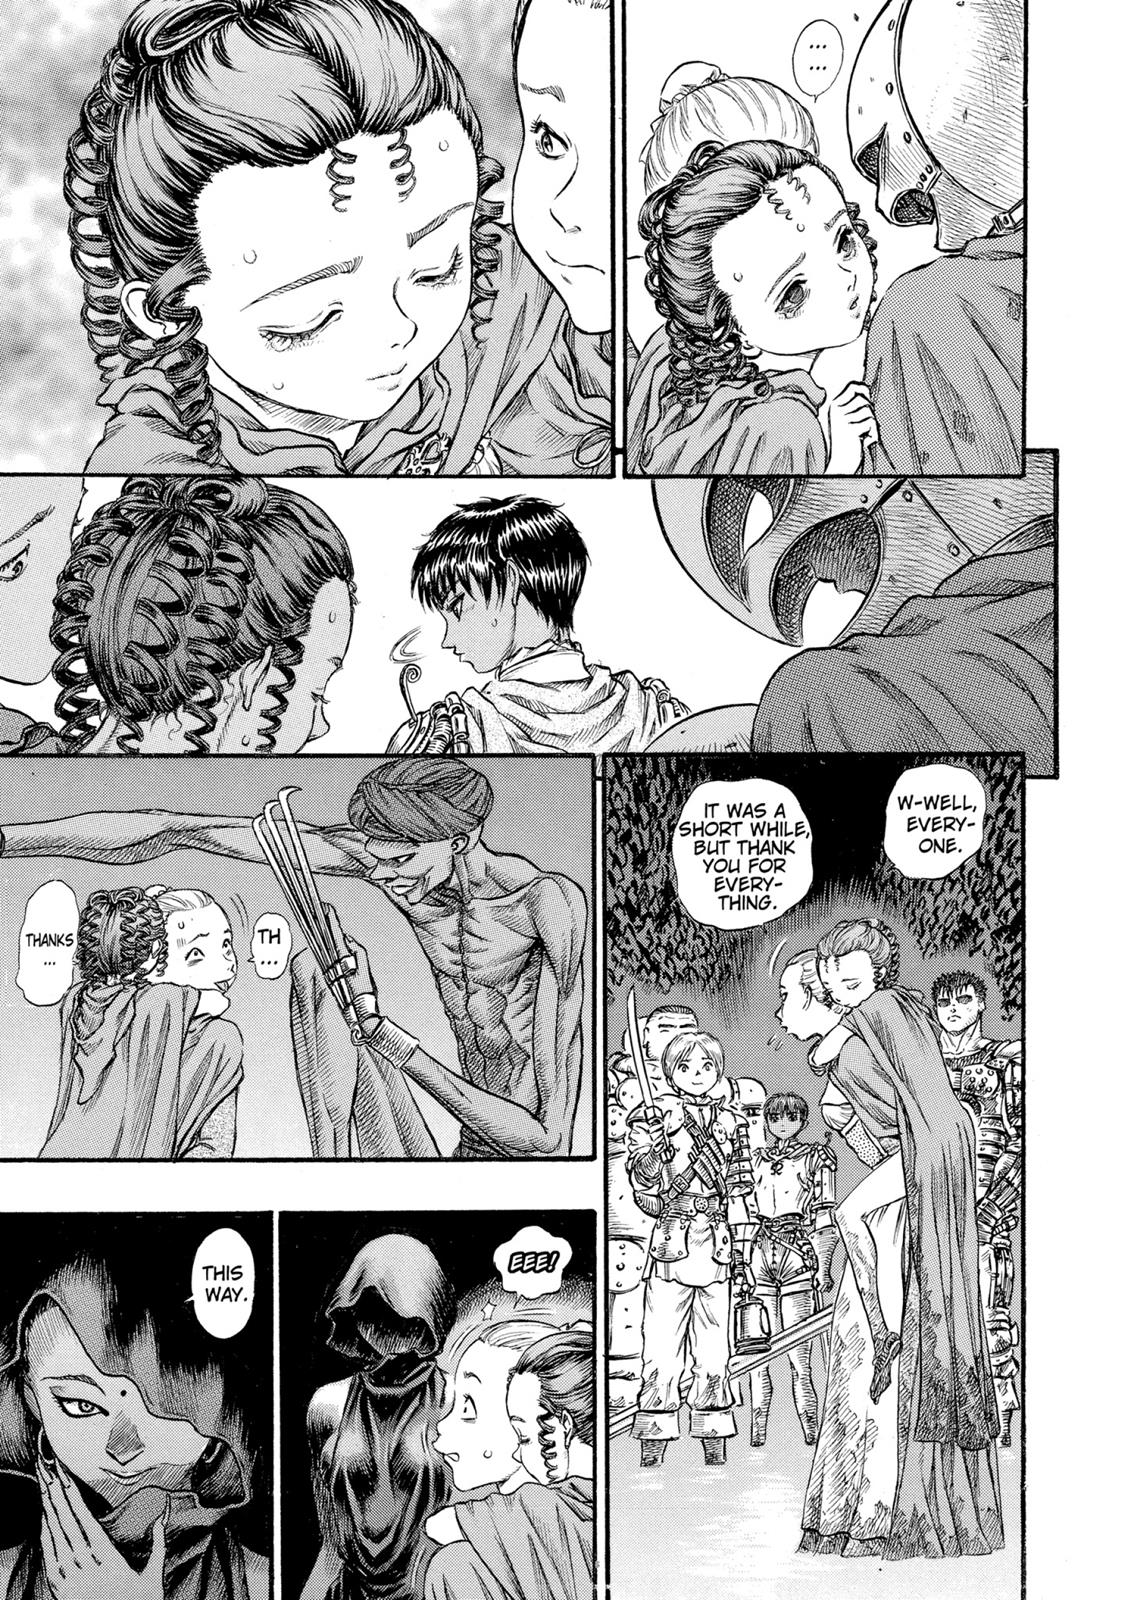 ...
...
W-WELL,
EVERY-
ONE.
IT WAS A
SHORT WHILE,
BUT THANK
YOU FOR
EVERY-
THING.
TH
...
THANKS
...
EEE!
THIS
WAY.